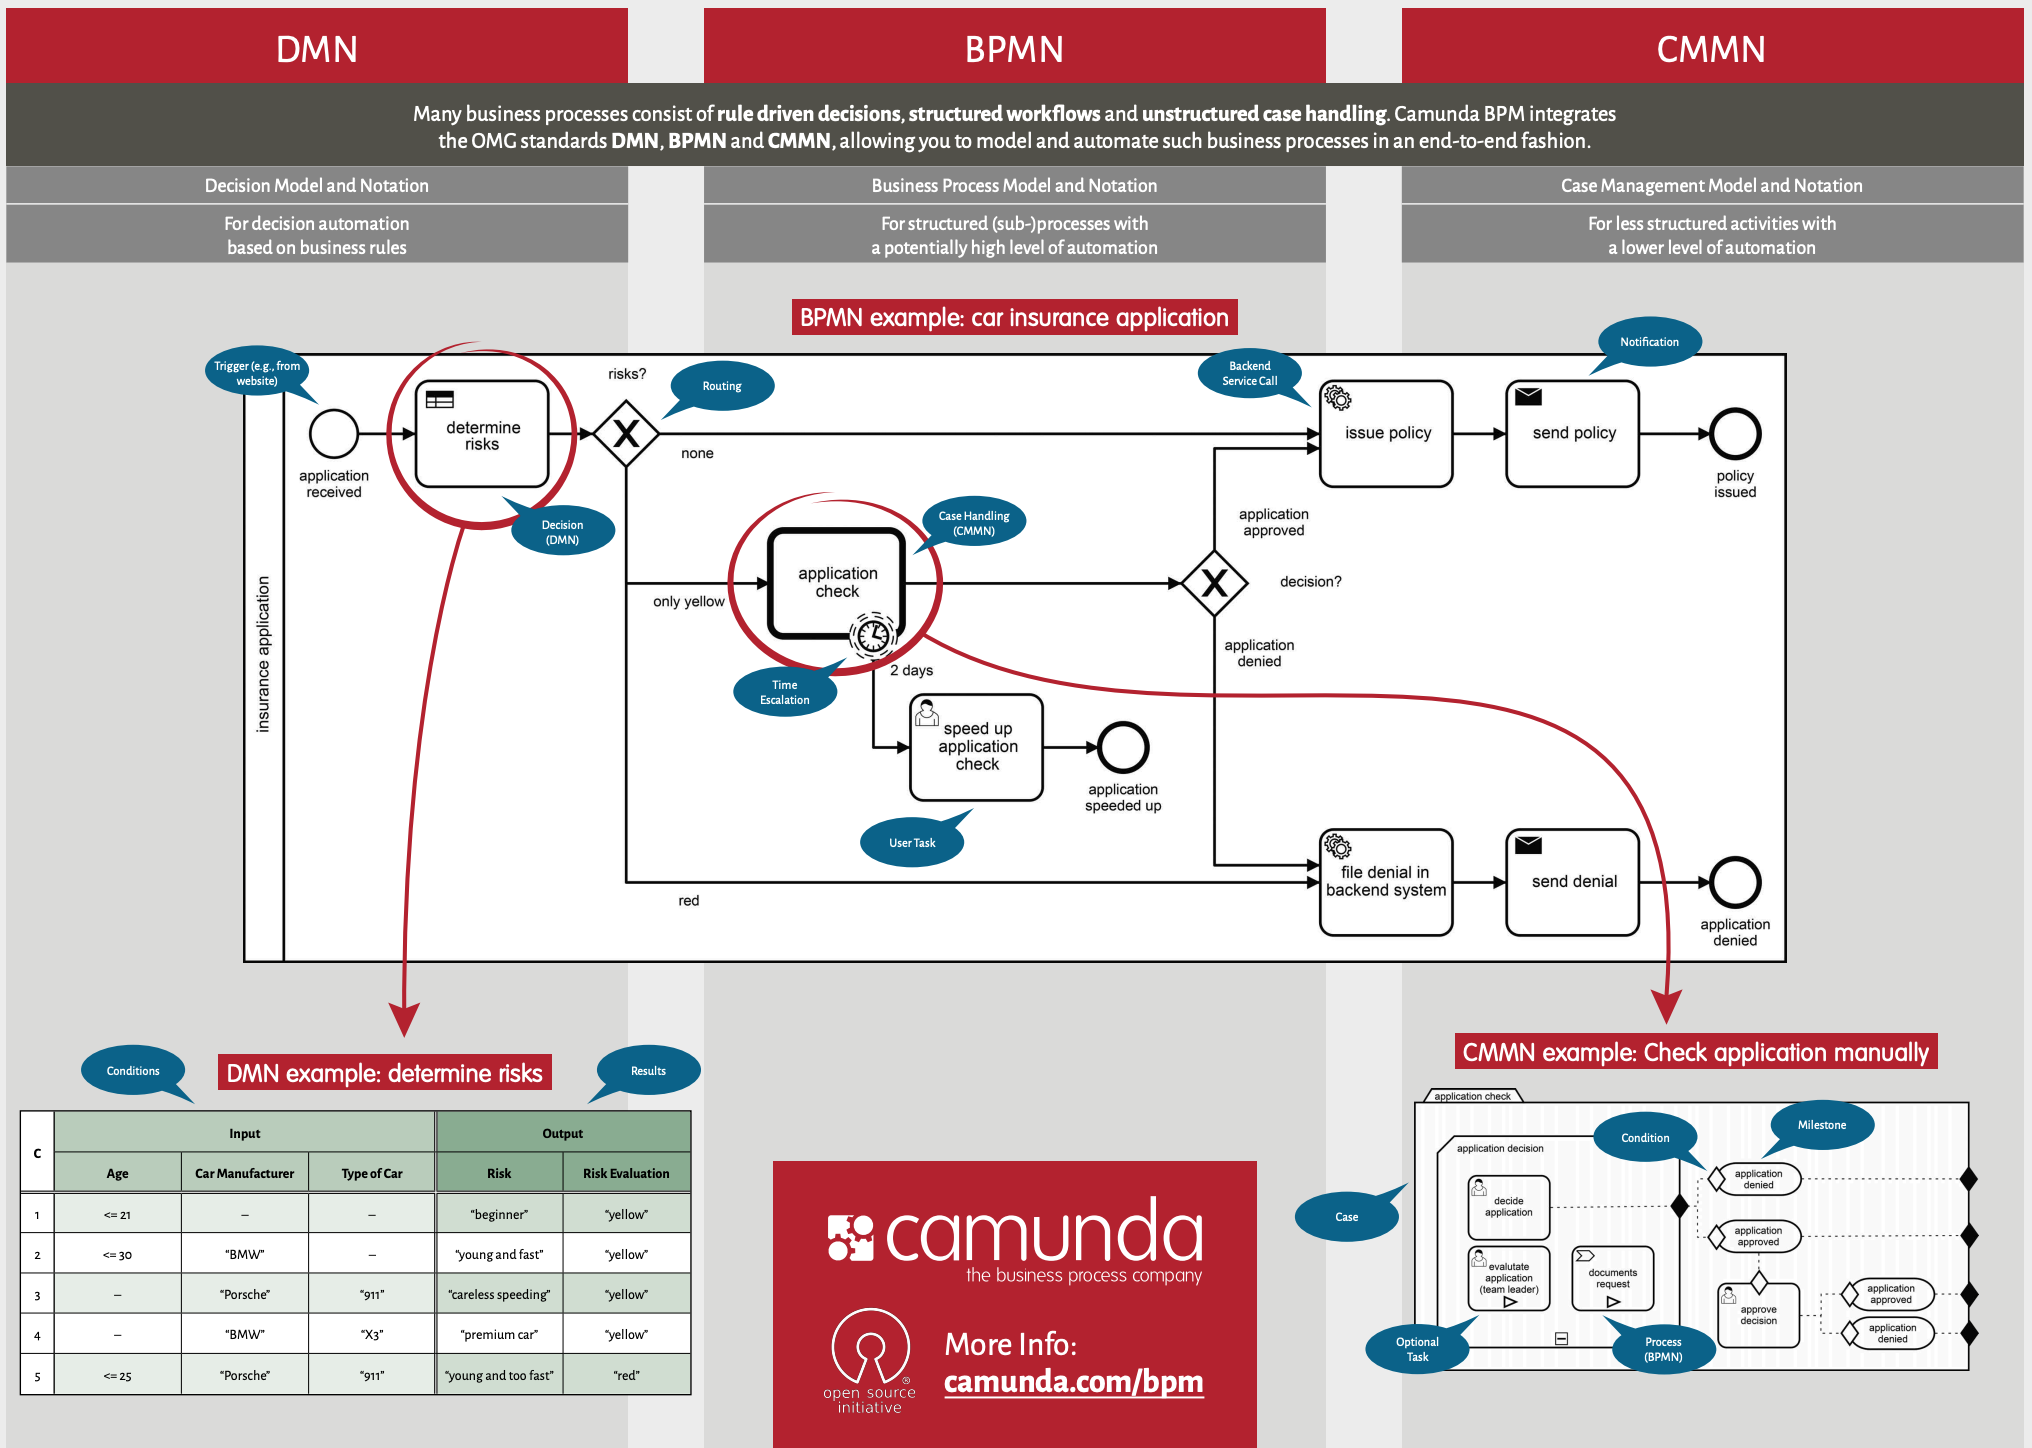 DMN
BPMN
CMMN
Many business processes consist of rule driven decisions, structured workflows and unstructured case handling. Camunda BPM integrates
the OMG standards DMN, BPMN and CMMN, allowing you to model and automate such business processes in an end-to-end fashion.
Decision Model and Notation
Business Process Model and Notation
Case Management Model and Notation
For decision automation
based on business rules
For structured (sub-)processes with
a potentially high level of automation
For less structured activities with
a lower level of automation
BPMN example: car insurance application
insurance application
Trigger (e.g., from
website)
application
received
determine
risks
Decision
(DMN)
risks?
Routing
none
only yellow
red
application
check
Case Handling
(CMMN)
Time
Escalation
2 days
speed up
application
check
User Task
application
speeded up
application
approved
decision?
application
denied
Backend
Service Call
issue policy
Notification
send policy
policy
issued
file denial in
backend system
send denial
application
denied
Conditions
DMN example: determine risks
Results
C
Input
Output
Age
Car Manufacturer
Type of Car
Risk
Risk Evaluation
1 <= 21 – – “beginner” “yellow”
2 <= 30 “BMW” – “young and fast” “yellow”
3 – “Porsche” “911” “careless speeding” “yellow”
4 – “BMW” “X3” “premium car” “yellow”
5 <= 25 “Porsche” “911” “young and too fast” “red”
camunda
the business process company
open source
initiative
®
More Info:
camunda.com/bpm
CMMN example: Check application manually
application check
application decision
Condition
Milestone
Case
decide
application
evalutate
application
(team leader)
documents
request
Optional
Task
Process
(BPMN)
application
denied
application
approved
approve
decision
application
approved
application
denied